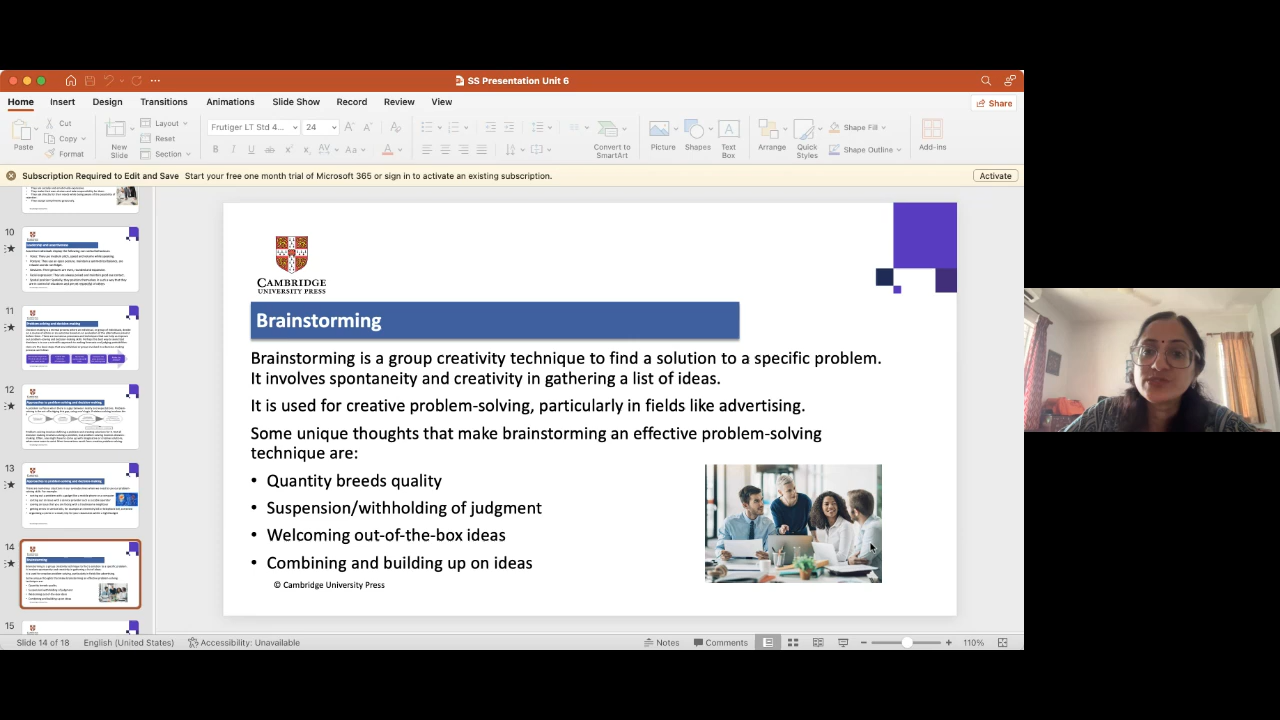 SS Presentation Unit 6
Home Insert Design Transitions Animations Slide Show Record Review View Share
Paste Cut Copy Format New Slide Layout Reset Section Frutiger LT Std 4... 24 Convert to SmartArt Picture Shapes Text Box Arrange Quick Styles Shape Fill Shape Outline Add-ins
Subscription Required to Edit and Save Start your free one month trial of Microsoft 365 or sign in to activate an existing subscription. Activate
10
11
12
13
14
15
CAMBRIDGE
UNIVERSITY PRESS
Brainstorming
Brainstorming is a group creativity technique to find a solution to a specific problem.
It involves spontaneity and creativity in gathering a list of ideas.
It is used for creative problem-solving, particularly in fields like advertising.
Some unique thoughts that make brainstorming an effective problem-solving
technique are:
• Quantity breeds quality
• Suspension/withholding of judgment
• Welcoming out-of-the-box ideas
• Combining and building up on ideas
© Cambridge University Press
Slide 14 of 18 English (United States) Accessibility: Unavailable Notes Comments 110%